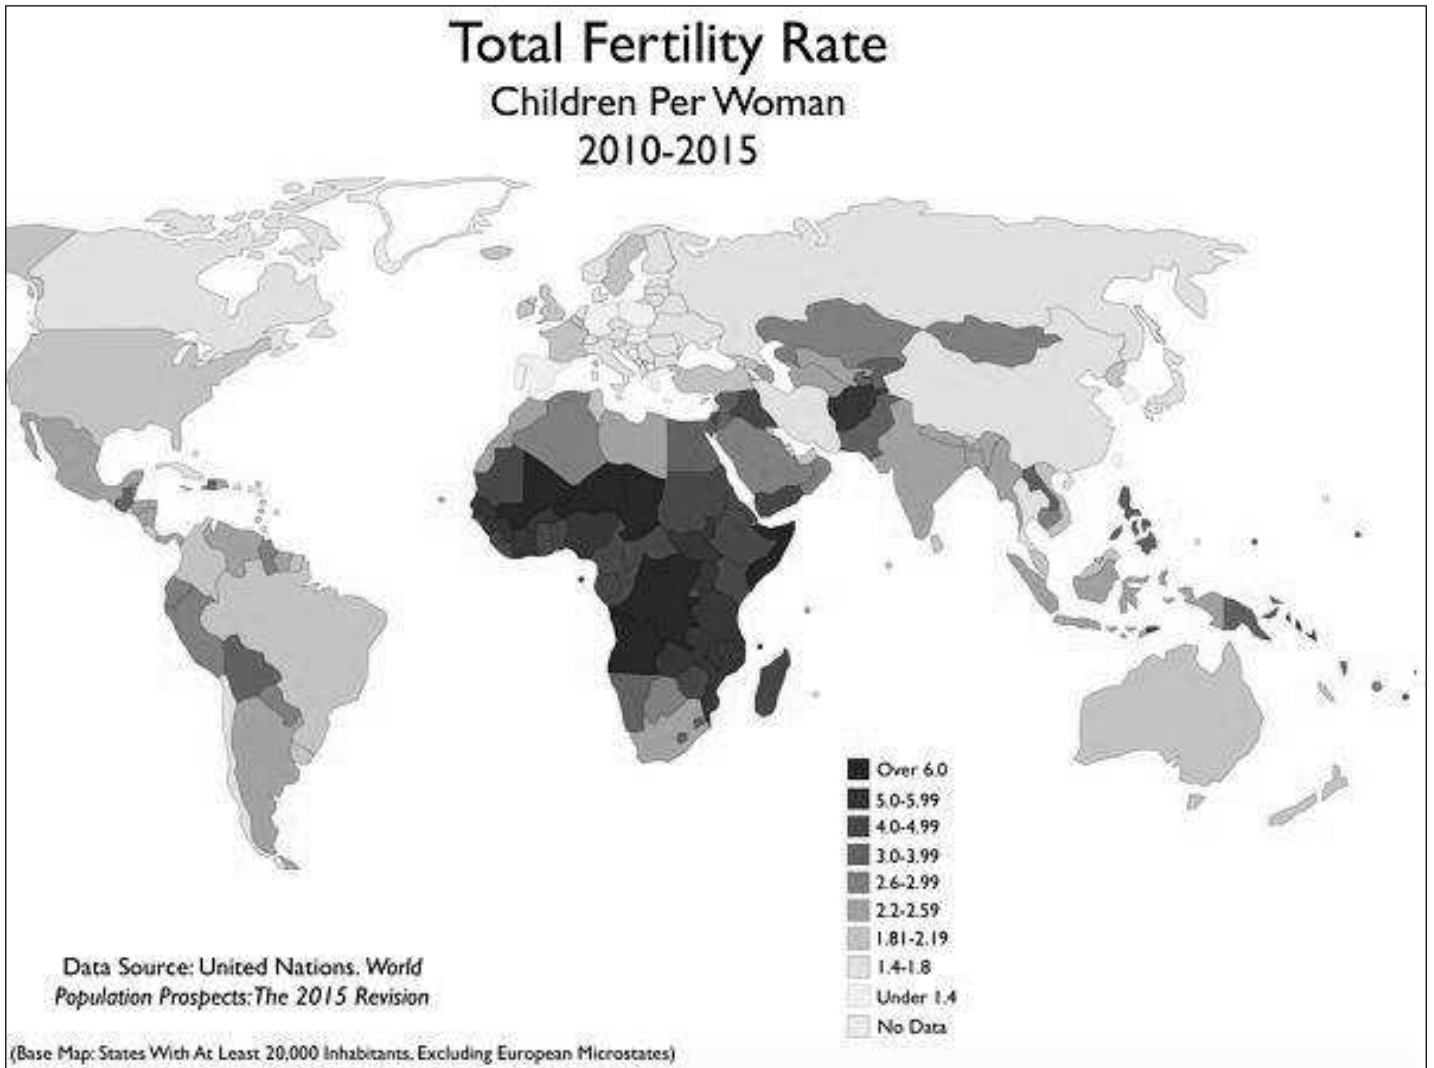 Total Fertility Rate
Children Per Woman
2010-2015
Over 6.0
5.0-5.99
4.0-4.99
3.0-3.99
2.6-2.99
2.2-2.59
1.81-2.19
1.4-1.8
Under 1.4
No Data
Data Source: United Nations. World
Population Prospects: The 2015 Revision
(Base Map: States With At Least 20,000 Inhabitants, Excluding European Microstates)